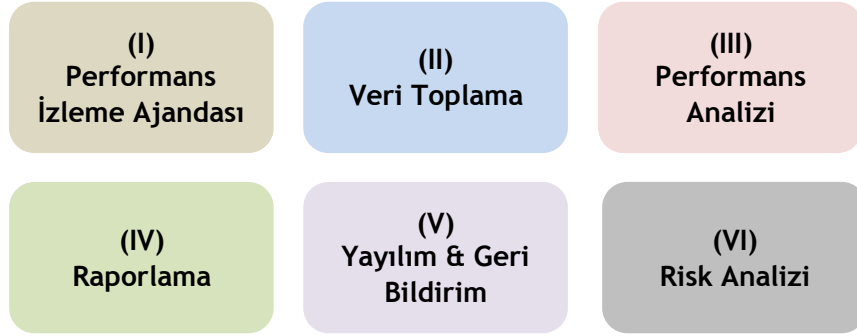 (I)
Performans
İzleme Ajandası
(II)
Veri Toplama
(III)
Performans
Analizi
(IV)
Raporlama
(V)
Yayılım & Geri
Bildirim
(VI)
Risk Analizi